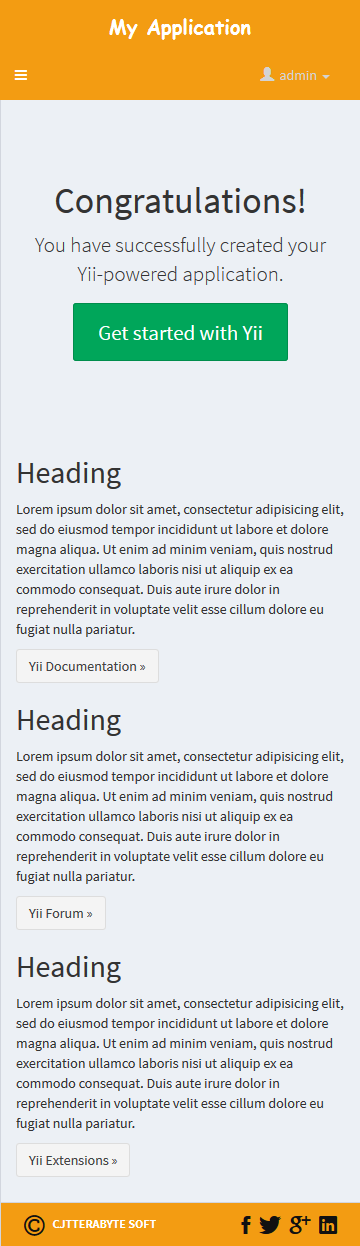 My Application
admin
Congratulations!
You have successfully created your
Yii-powered application.
Get started with Yii
Heading
Lorem ipsum dolor sit amet, consectetur adipisicing elit,
sed do eiusmod tempor incididunt ut labore et dolore
magna aliqua. Ut enim ad minim veniam, quis nostrud
exercitation ullamco laboris nisi ut aliquip ex ea
commodo consequat. Duis aute irure dolor in
reprehenderit in voluptate velit esse cillum dolore eu
fugiat nulla pariatur.
Yii Documentation »
Heading
Lorem ipsum dolor sit amet, consectetur adipisicing elit,
sed do eiusmod tempor incididunt ut labore et dolore
magna aliqua. Ut enim ad minim veniam, quis nostrud
exercitation ullamco laboris nisi ut aliquip ex ea
commodo consequat. Duis aute irure dolor in
reprehenderit in voluptate velit esse cillum dolore eu
fugiat nulla pariatur.
Yii Forum »
Heading
Lorem ipsum dolor sit amet, consectetur adipisicing elit,
sed do eiusmod tempor incididunt ut labore et dolore
magna aliqua. Ut enim ad minim veniam, quis nostrud
exercitation ullamco laboris nisi ut aliquip ex ea
commodo consequat. Duis aute irure dolor in
reprehenderit in voluptate velit esse cillum dolore eu
fugiat nulla pariatur.
Yii Extensions »
© CJTTERABYTE SOFT